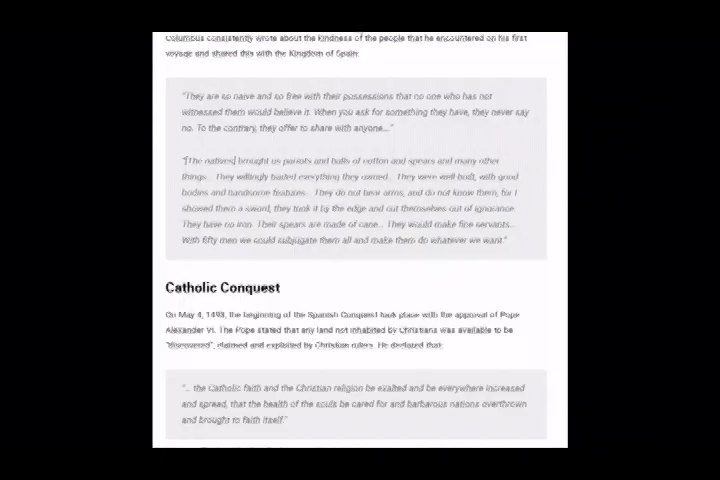 Columbus consistently wrote about the kindness of the people that he encountered on his first
voyage and shared this with the Kingdom of Spain:
"They are so naive and so free with their possessions that no one who has not
witnessed them would believe it. When you ask for something they have, they never say
no. To the contrary, they offer to share with anyone..."
"[The natives] brought us parrots and balls of cotton and spears and many other
things... They willingly traded everything they owned... They were well built, with good
bodies and handsome features... They do not bear arms, and do not know them, for I
showed them a sword, they took it by the edge and cut themselves out of ignorance.
They have no iron. Their spears are made of cane... They would make fine servants...
With fifty men we could subjugate them all and make them do whatever we want."
Catholic Conquest
On May 4, 1493, the beginning of the Spanish Conquest took place with the approval of Pope
Alexander VI. The Pope stated that any land not inhabited by Christians was available to be
"discovered", claimed and exploited by Christian rulers. He declared that:
"... the Catholic faith and the Christian religion be exalted and be everywhere increased
and spread, that the health of the souls be cared for and barbarous nations overthrown
and brought to faith itself."